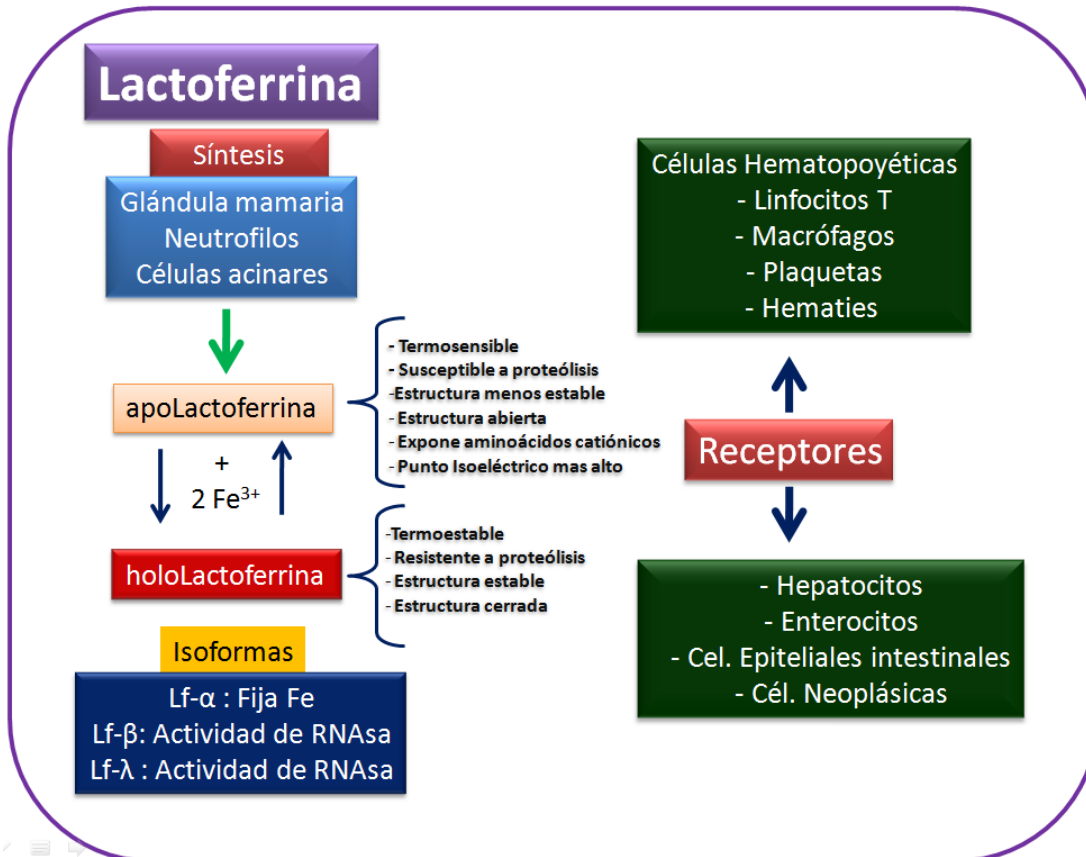 Lactoferrina
Síntesis
Glándula mamaria
Neutrofilos
Células acinares
apoLactoferrina
- Termosensible
- Susceptible a proteólisis
-Estructura menos estable
- Estructura abierta
- Expone aminoácidos catiónicos
- Punto Isoeléctrico mas alto
+
2 Fe³⁺
holoLactoferrina
-Termoestable
- Resistente a proteólisis
- Estructura estable
- Estructura cerrada
Isoformas
Lf-α : Fija Fe
Lf-β: Actividad de RNAsa
Lf-λ : Actividad de RNAsa
Células Hematopoyéticas
- Linfocitos T
- Macrófagos
- Plaquetas
- Hematies
Receptores
- Hepatocitos
- Enterocitos
- Cel. Epiteliales intestinales
- Cél. Neoplásicas